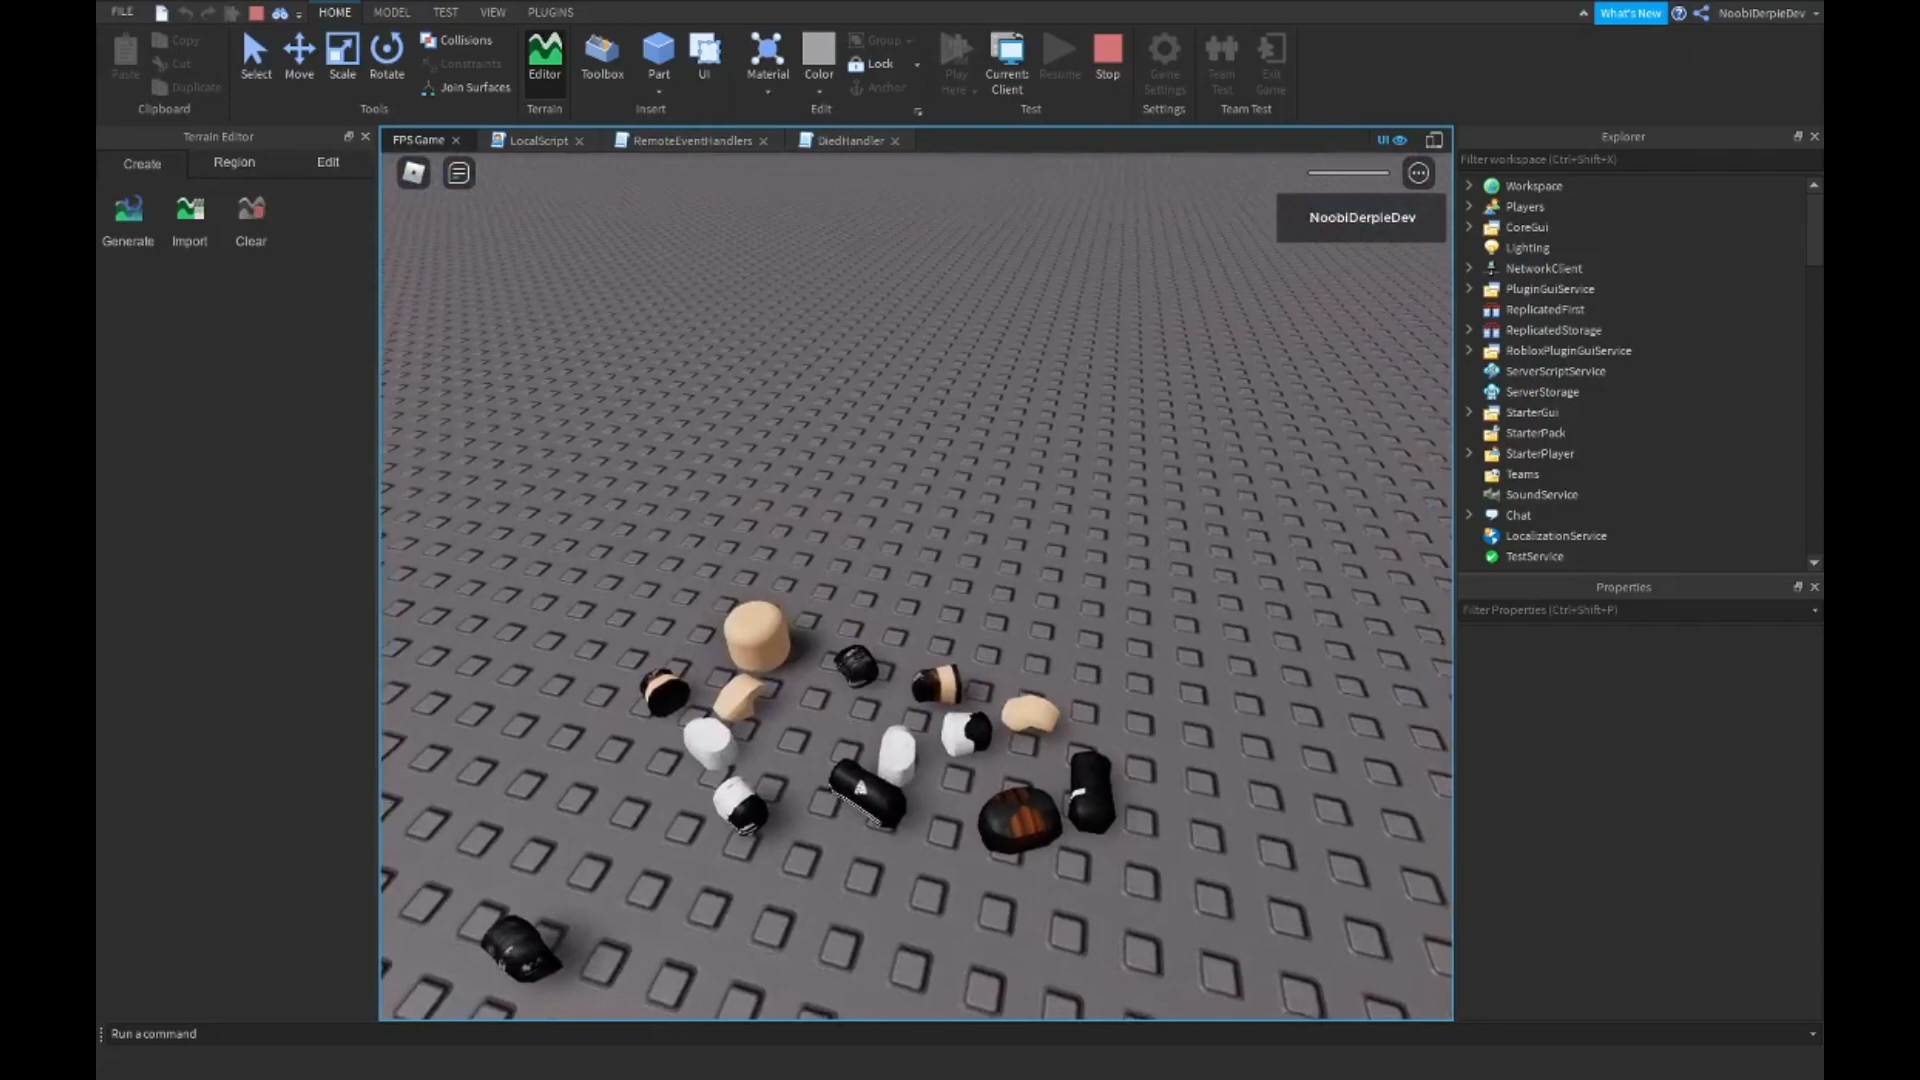 FILE HOME MODEL TEST VIEW PLUGINS What's New NoobiDerpieDev
Paste Copy Cut Duplicate Clipboard
Select Move Scale Rotate Collisions Constraints Join Surfaces Tools
Editor Terrain
Toolbox Part UI Insert
Material Color Group Lock Anchor Edit
Play Here Current: Client Resume Stop Test
Game Settings Settings
Team Test Exit Game Team Test
Terrain Editor
Create Region Edit
Generate Import Clear
FPS Game LocalScript RemoteEventHandlers DiedHandler UI
NoobiDerpieDev
Explorer
Filter workspace (Ctrl+Shift+X)
Workspace
Players
CoreGui
Lighting
NetworkClient
PluginGuiService
ReplicatedFirst
ReplicatedStorage
RobloxPluginGuiService
ServerScriptService
ServerStorage
StarterGui
StarterPack
StarterPlayer
Teams
SoundService
Chat
LocalizationService
TestService
Properties
Filter Properties (Ctrl+Shift+P)
Run a command